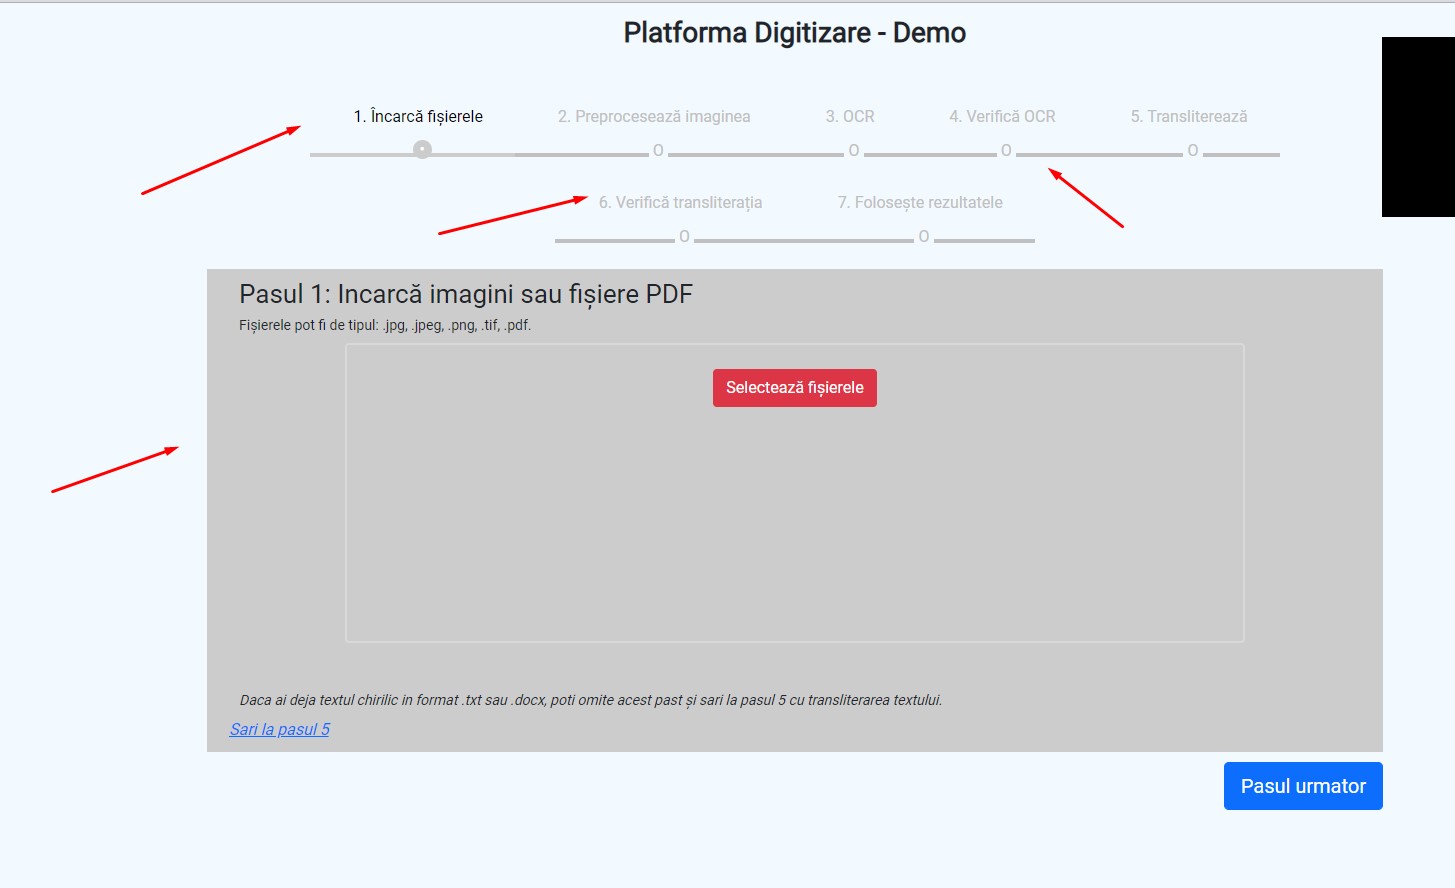 Platforma Digitizare - Demo
1. Încarcă fișierele
2. Preprocesează imaginea
3. OCR
4. Verifică OCR
5. Transliterează
6. Verifică transliterația
7. Folosește rezultatele
Pasul 1: Incarcă imagini sau fișiere PDF
Fișierele pot fi de tipul: .jpg, .jpeg, .png, .tif, .pdf.
Selectează fișierele
Daca ai deja textul chirilic in format .txt sau .docx, poti omite acest past și sari la pasul 5 cu transliterarea textului.
Sari la pasul 5
Pasul urmator